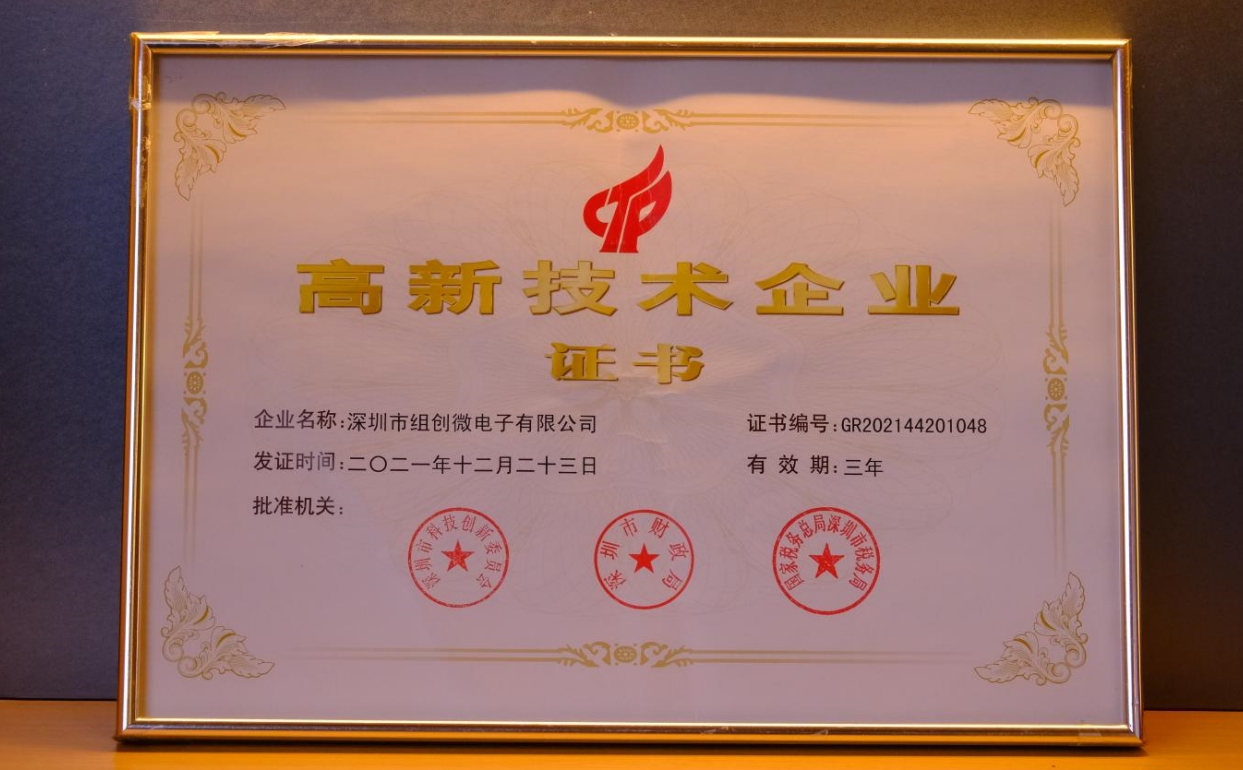 高新技术企业
证书
企业名称:深圳市组创微电子有限公司
证书编号:GR202144201048
发证时间:二〇二一年十二月二十三日
有效期:三年
批准机关:
深圳市科技创新委员会
深圳市财政局
国家税务总局深圳市税务局